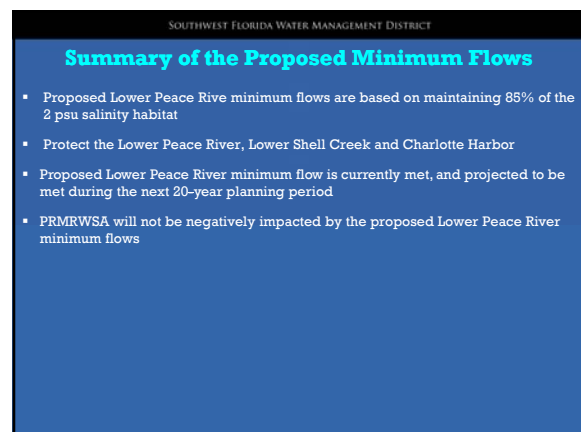 SOUTHWEST FLORIDA WATER MANAGEMENT DISTRICT
Summary of the Proposed Minimum Flows
▪ Proposed Lower Peace Rive minimum flows are based on maintaining 85% of the
2 psu salinity habitat
▪ Protect the Lower Peace River, Lower Shell Creek and Charlotte Harbor
▪ Proposed Lower Peace River minimum flow is currently met, and projected to be
met during the next 20-year planning period
▪ PRMRWSA will not be negatively impacted by the proposed Lower Peace River
minimum flows